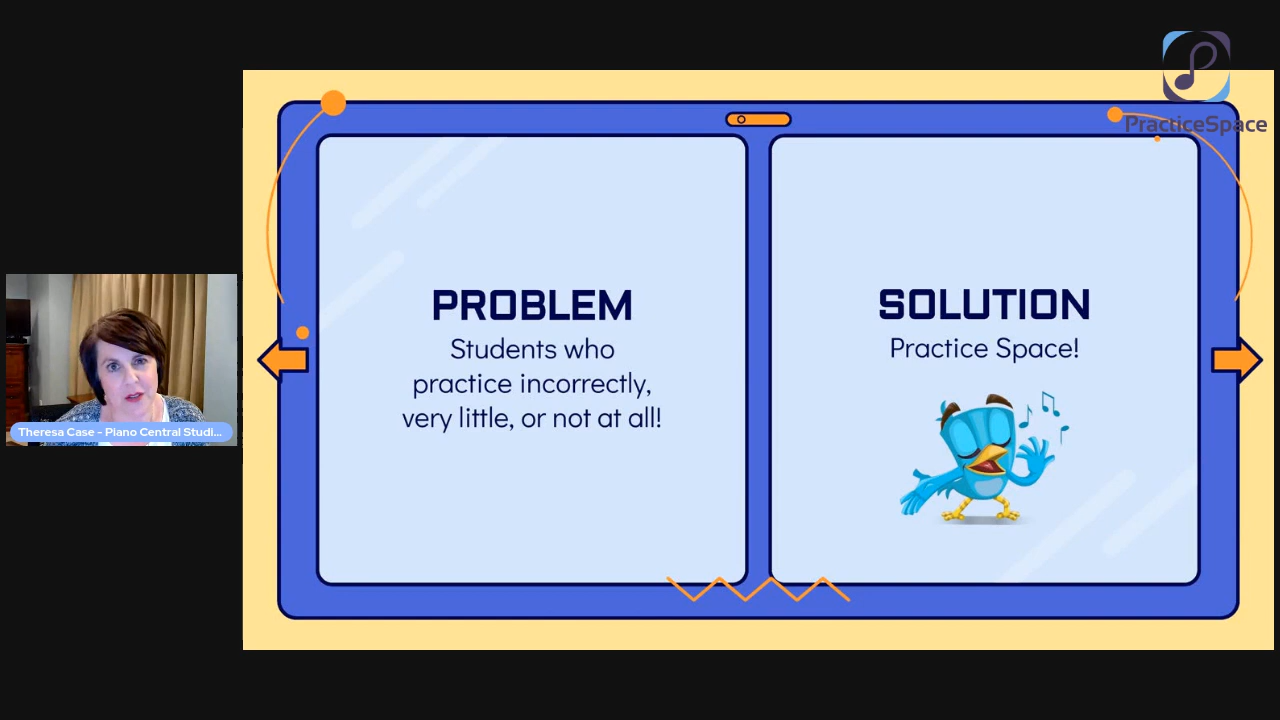 PracticeSpace
PROBLEM
Students who
practice incorrectly,
very little, or not at all!
SOLUTION
Practice Space!
Theresa Case - Piano Central Studi...